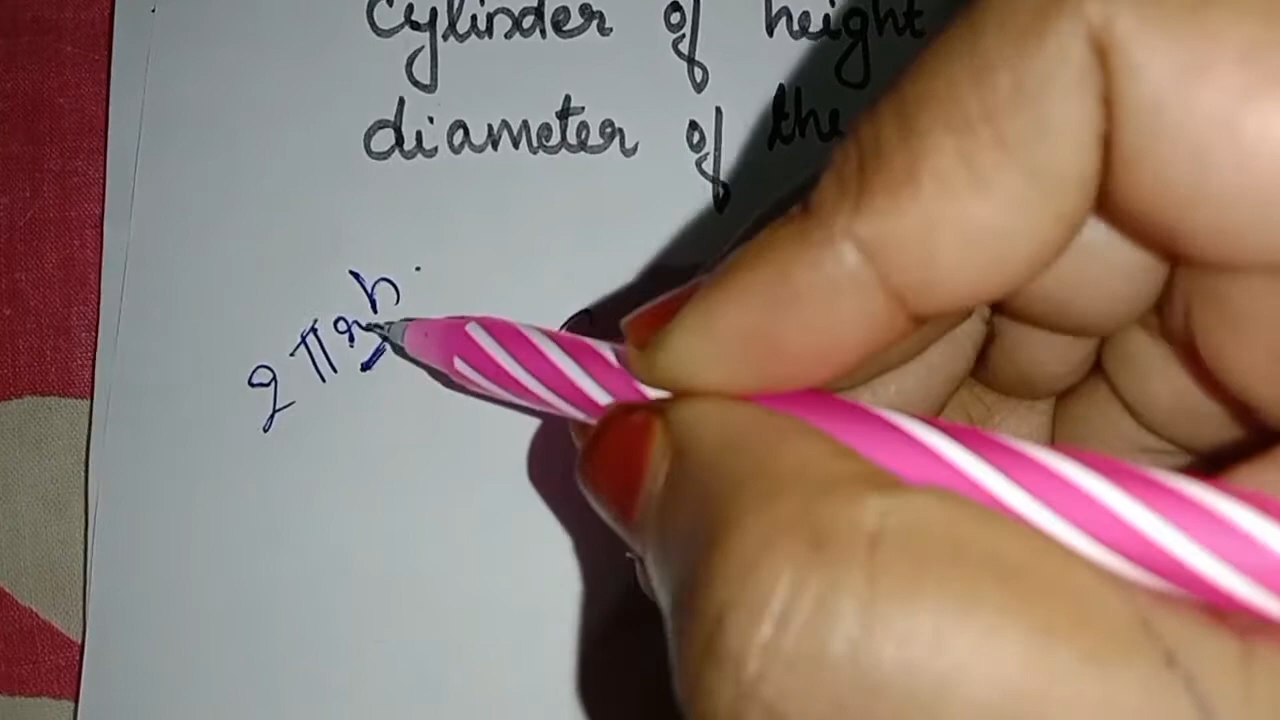 Cylinder of height
diameter of the
2πrh